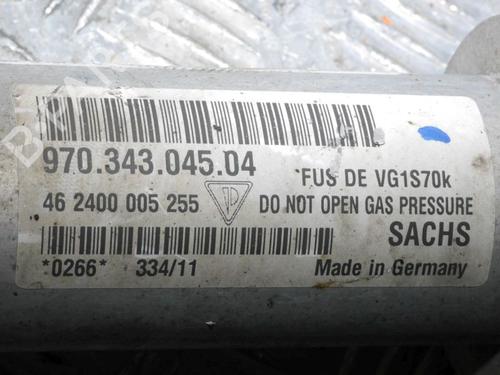 970.343.045.04
FUS DE VG1S70k
46 2400 005 255
DO NOT OPEN GAS PRESSURE
SACHS
*0266* 334/11
Made in Germany